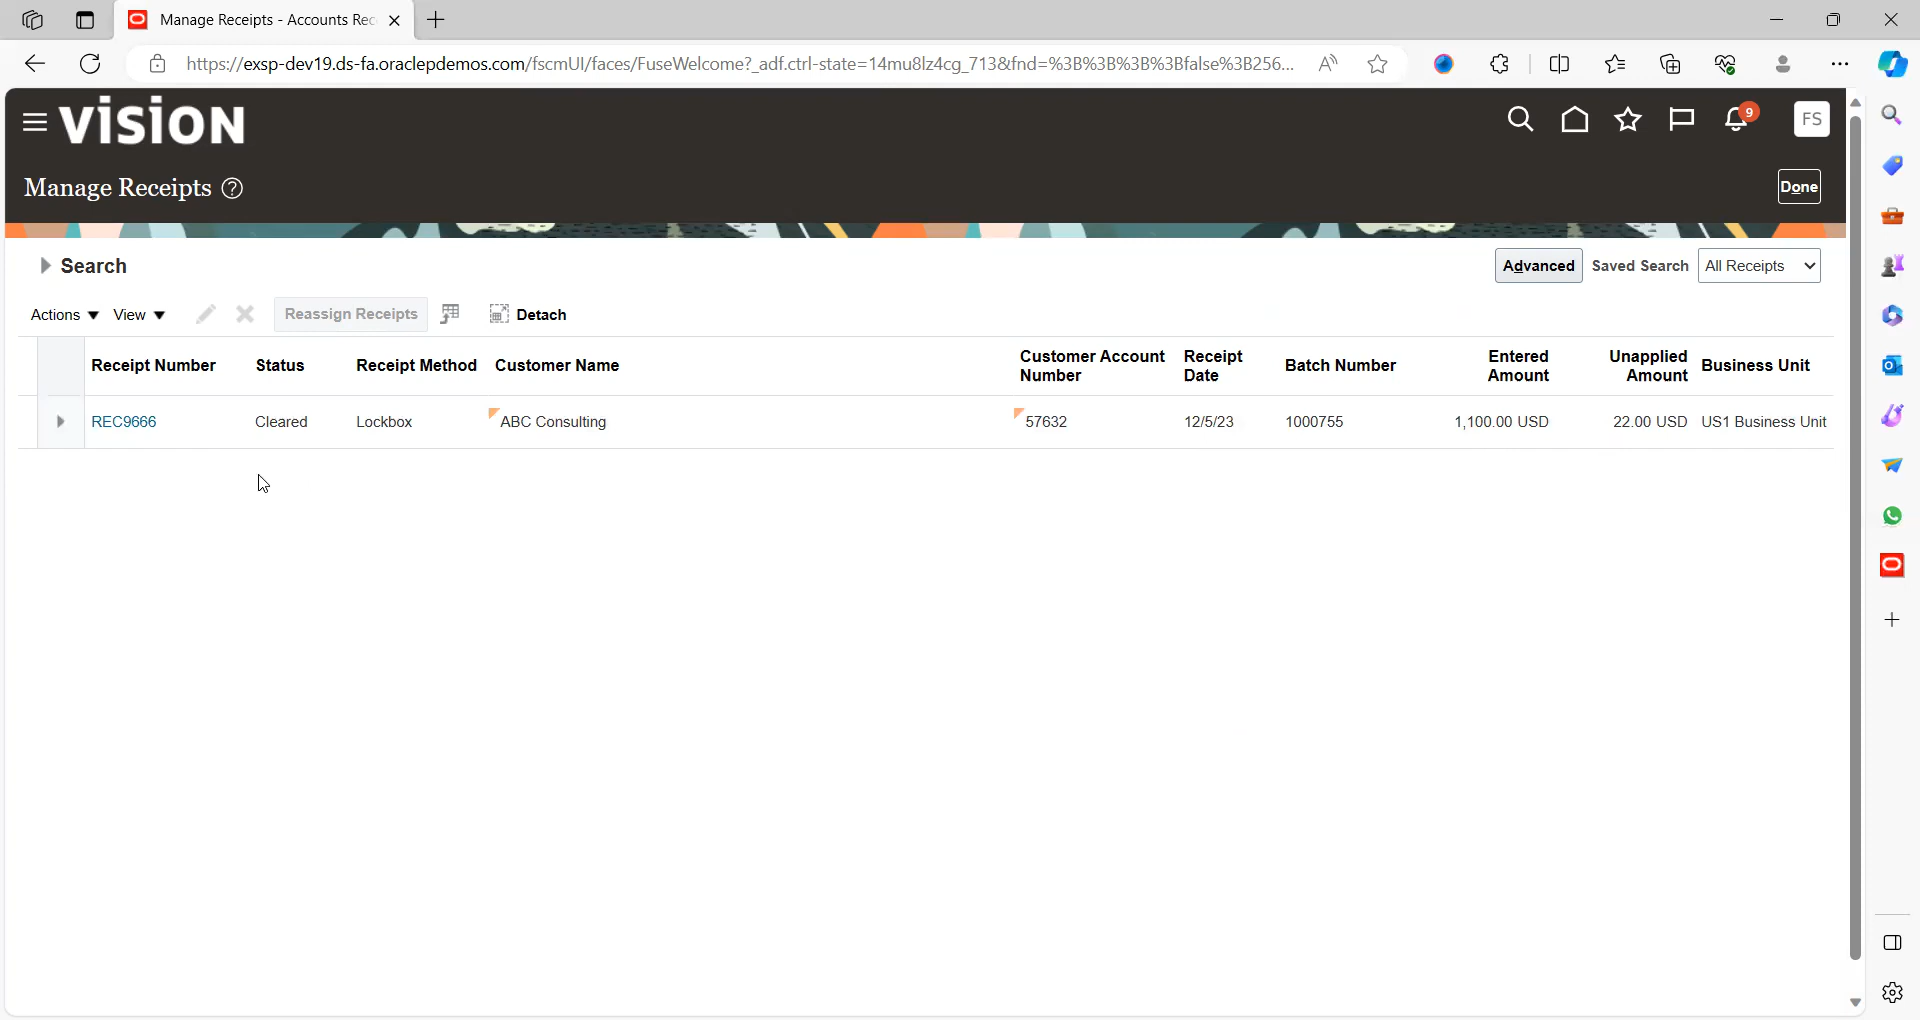 Manage Receipts - Accounts Rec
https://exsp-dev19.ds-fa.oraclepdemos.com/fscmUI/faces/FuseWelcome?_adf.ctrl-state=14mu8lz4cg_713&fnd=%3B%3B%3B%3Bfalse%3B256...
VISION
9
FS
Manage Receipts ?
Done
Search
Advanced Saved Search All Receipts
Actions View Reassign Receipts Detach
Receipt Number Status Receipt Method Customer Name Customer Account Number Receipt Date Batch Number Entered Amount Unapplied Amount Business Unit
REC9666 Cleared Lockbox ABC Consulting 57632 12/5/23 1000755 1,100.00 USD 22.00 USD US1 Business Unit